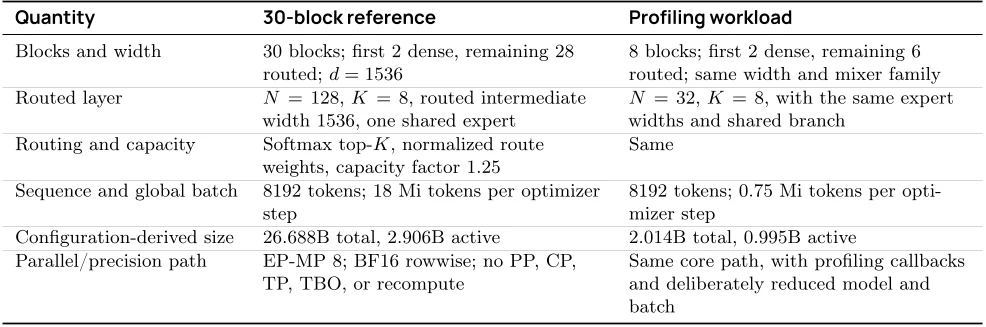 Quantity 30-block reference Profiling workload
Blocks and width 30 blocks; first 2 dense, remaining 28 8 blocks; first 2 dense, remaining 6
routed; d = 1536 routed; same width and mixer family
Routed layer N = 128, K = 8, routed intermediate N = 32, K = 8, with the same expert
width 1536, one shared expert widths and shared branch
Routing and capacity Softmax top-K, normalized route Same
weights, capacity factor 1.25
Sequence and global batch 8192 tokens; 18 Mi tokens per optimizer 8192 tokens; 0.75 Mi tokens per opti-
step mizer step
Configuration-derived size 26.688B total, 2.906B active 2.014B total, 0.995B active
Parallel/precision path EP-MP 8; BF16 rowwise; no PP, CP, Same core path, with profiling callbacks
TP, TBO, or recompute and deliberately reduced model and
batch